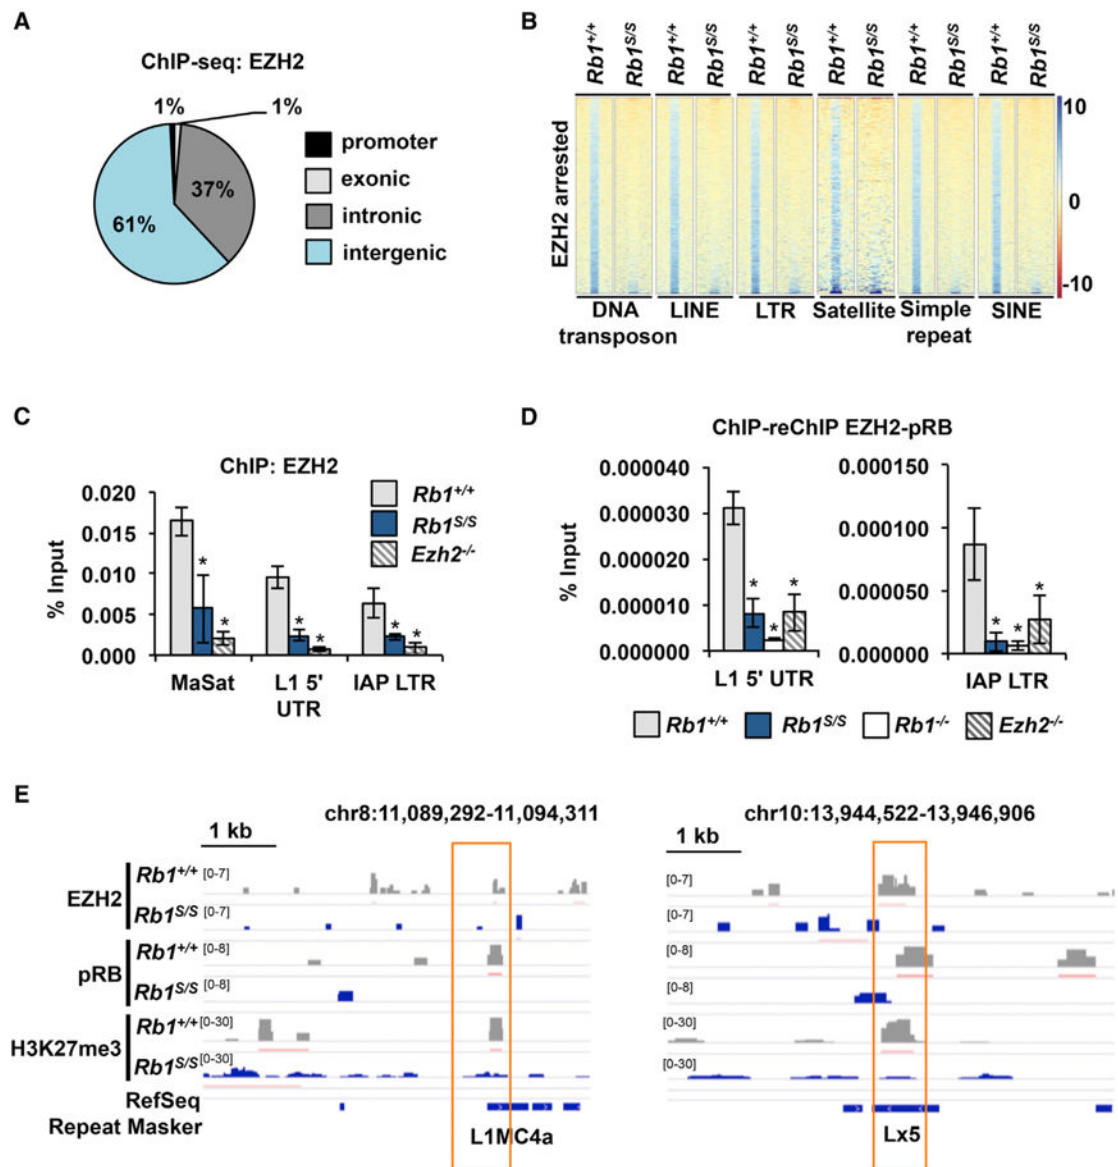 A
ChIP-seq: EZH2
1%
1%
37%
61%
promoter
exonic
intronic
intergenic
B
Rb1+/+
Rb1S/S
Rb1+/+
Rb1S/S
Rb1+/+
Rb1S/S
Rb1+/+
Rb1S/S
Rb1+/+
Rb1S/S
Rb1+/+
Rb1S/S
EZH2 arrested
10
0
-10
DNA transposon
LINE
LTR
Satellite
Simple repeat
SINE
C
ChIP: EZH2
% Input
0.020
0.015
0.010
0.005
0.000
* * * * * *
MaSat
L1 5' UTR
IAP LTR
Rb1+/+
Rb1S/S
Ezh2-/-
D
ChIP-reChIP EZH2-pRB
% Input
0.000040
0.000030
0.000010
0.000010
0.000000
* * *
L1 5' UTR
0.000150
0.000100
0.000050
0.000000
* * *
IAP LTR
Rb1+/+
Rb1S/S
Rb1-/-
Ezh2-/-
E
chr8:11,089,292-11,094,311
1 kb
chr10:13,944,522-13,946,906
1 kb
EZH2
Rb1+/+ [0-7]
Rb1S/S [0-7]
pRB
Rb1+/+ [0-8]
Rb1S/S [0-8]
H3K27me3
Rb1+/+ [0-30]
Rb1S/S [0-30]
RefSeq
Repeat Masker
L1MC4a
[0-7]
[0-7]
[0-8]
[0-8]
[0-30]
[0-30]
Lx5